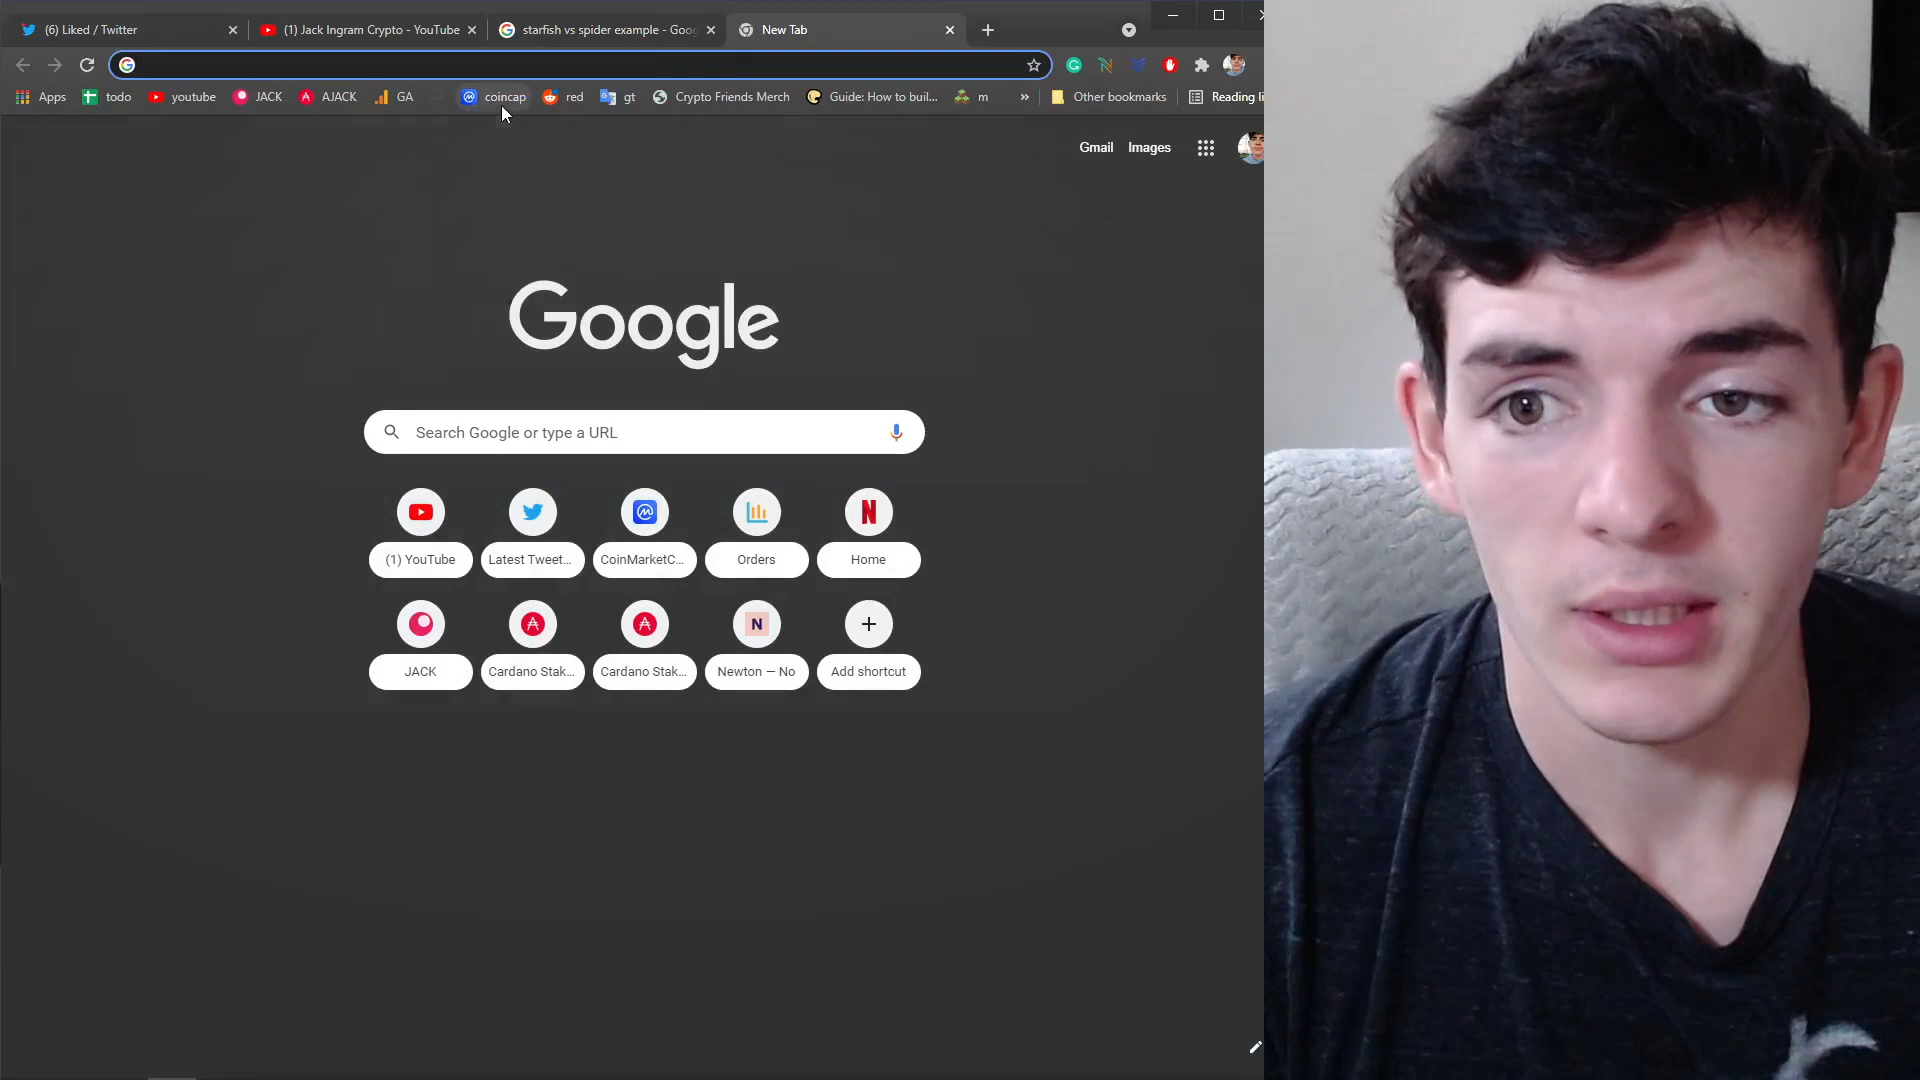 (6) Liked / Twitter
(1) Jack Ingram Crypto - YouTube
starfish vs spider example - Goo
New Tab
Apps
todo
youtube
JACK
AJACK
GA
coincap
red
gt
Crypto Friends Merch
Guide: How to buil...
m
Other bookmarks
Reading li
Gmail
Images
Google
Search Google or type a URL
(1) YouTube
Latest Tweet...
CoinMarketC...
Orders
Home
JACK
Cardano Stak...
Cardano Stak...
N
Newton — No
Add shortcut